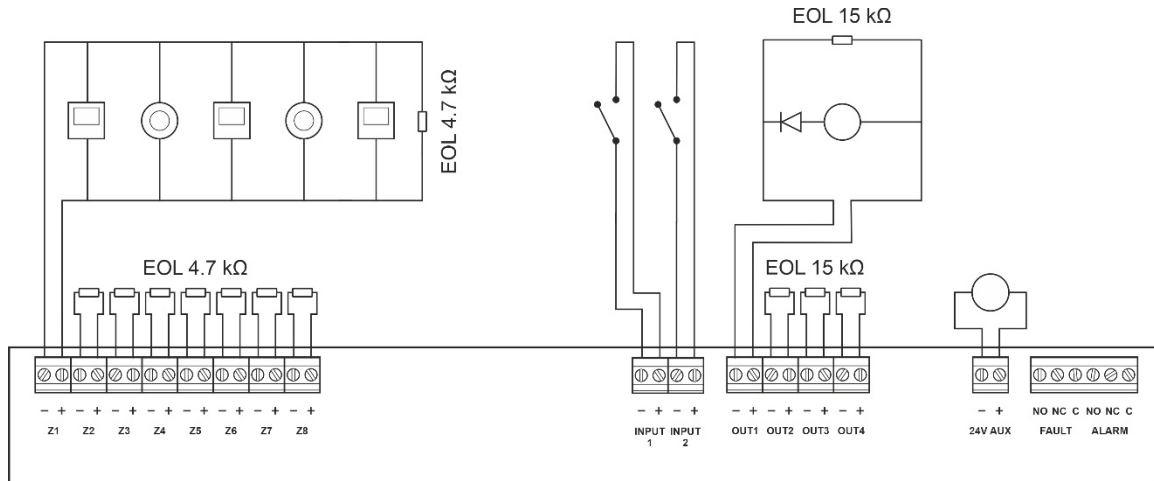 EOL 15 kΩ
EOL 4.7 kΩ
EOL 4.7 kΩ
EOL 15 kΩ
– + – + – + – + – + – + – + – +
Z1 Z2 Z3 Z4 Z5 Z6 Z7 Z8
– + – +
INPUT 1 INPUT 2
– + – + – + – +
OUT1 OUT2 OUT3 OUT4
– +
24V AUX
NO NC C NO NC C
FAULT ALARM